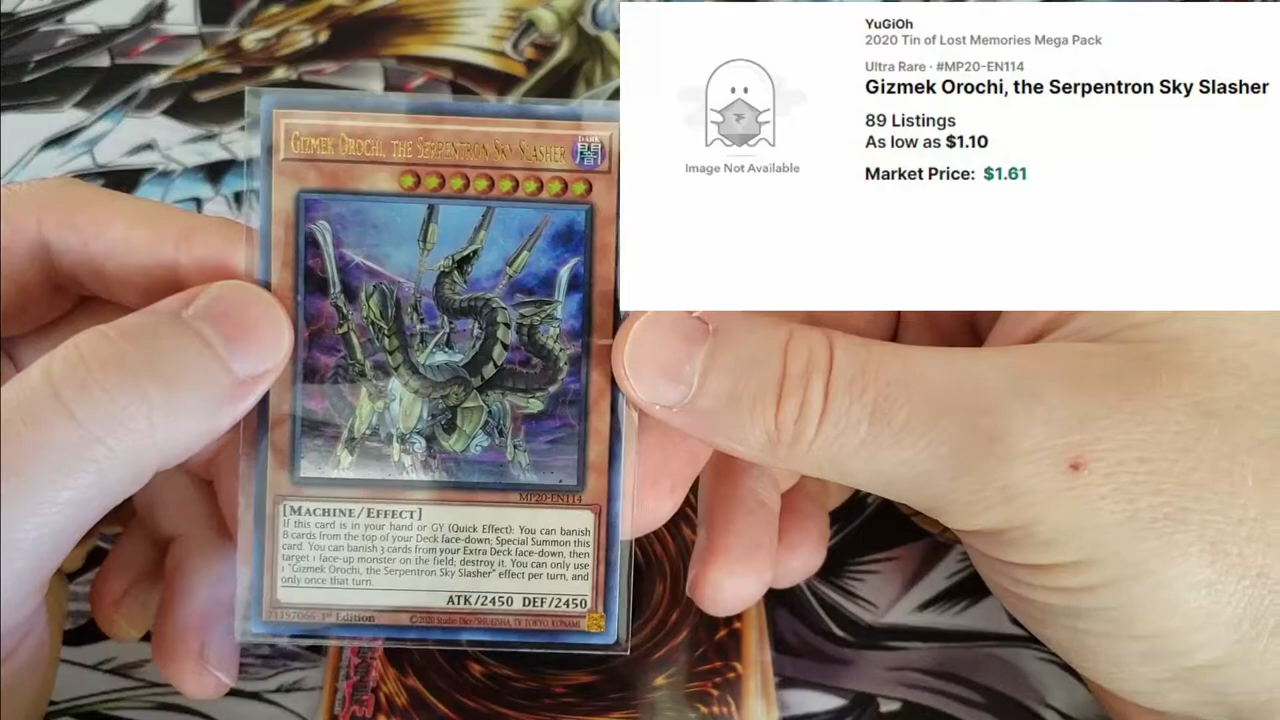 GIZMEK OROCHI, THE SERPENTRON SKY SLASHER
DARK
闇
MP20-EN114
[MACHINE/EFFECT]
If this card is in your hand or GY (Quick Effect): You can banish
8 cards from the top of your Deck face-down; Special Summon this
card. You can banish 3 cards from your Extra Deck face-down, then
target 1 face-up monster on the field; destroy it. You can only use
1 "Gizmek Orochi, the Serpentron Sky Slasher" effect per turn, and
only once that turn.
ATK/2450 DEF/2450
71197066 1st Edition
©2020 Studio Dice/SHUEISHA, TV TOKYO, KONAMI
YuGiOh
2020 Tin of Lost Memories Mega Pack
Ultra Rare · #MP20-EN114
Gizmek Orochi, the Serpentron Sky Slasher
89 Listings
As low as $1.10
Market Price: $1.61
Image Not Available